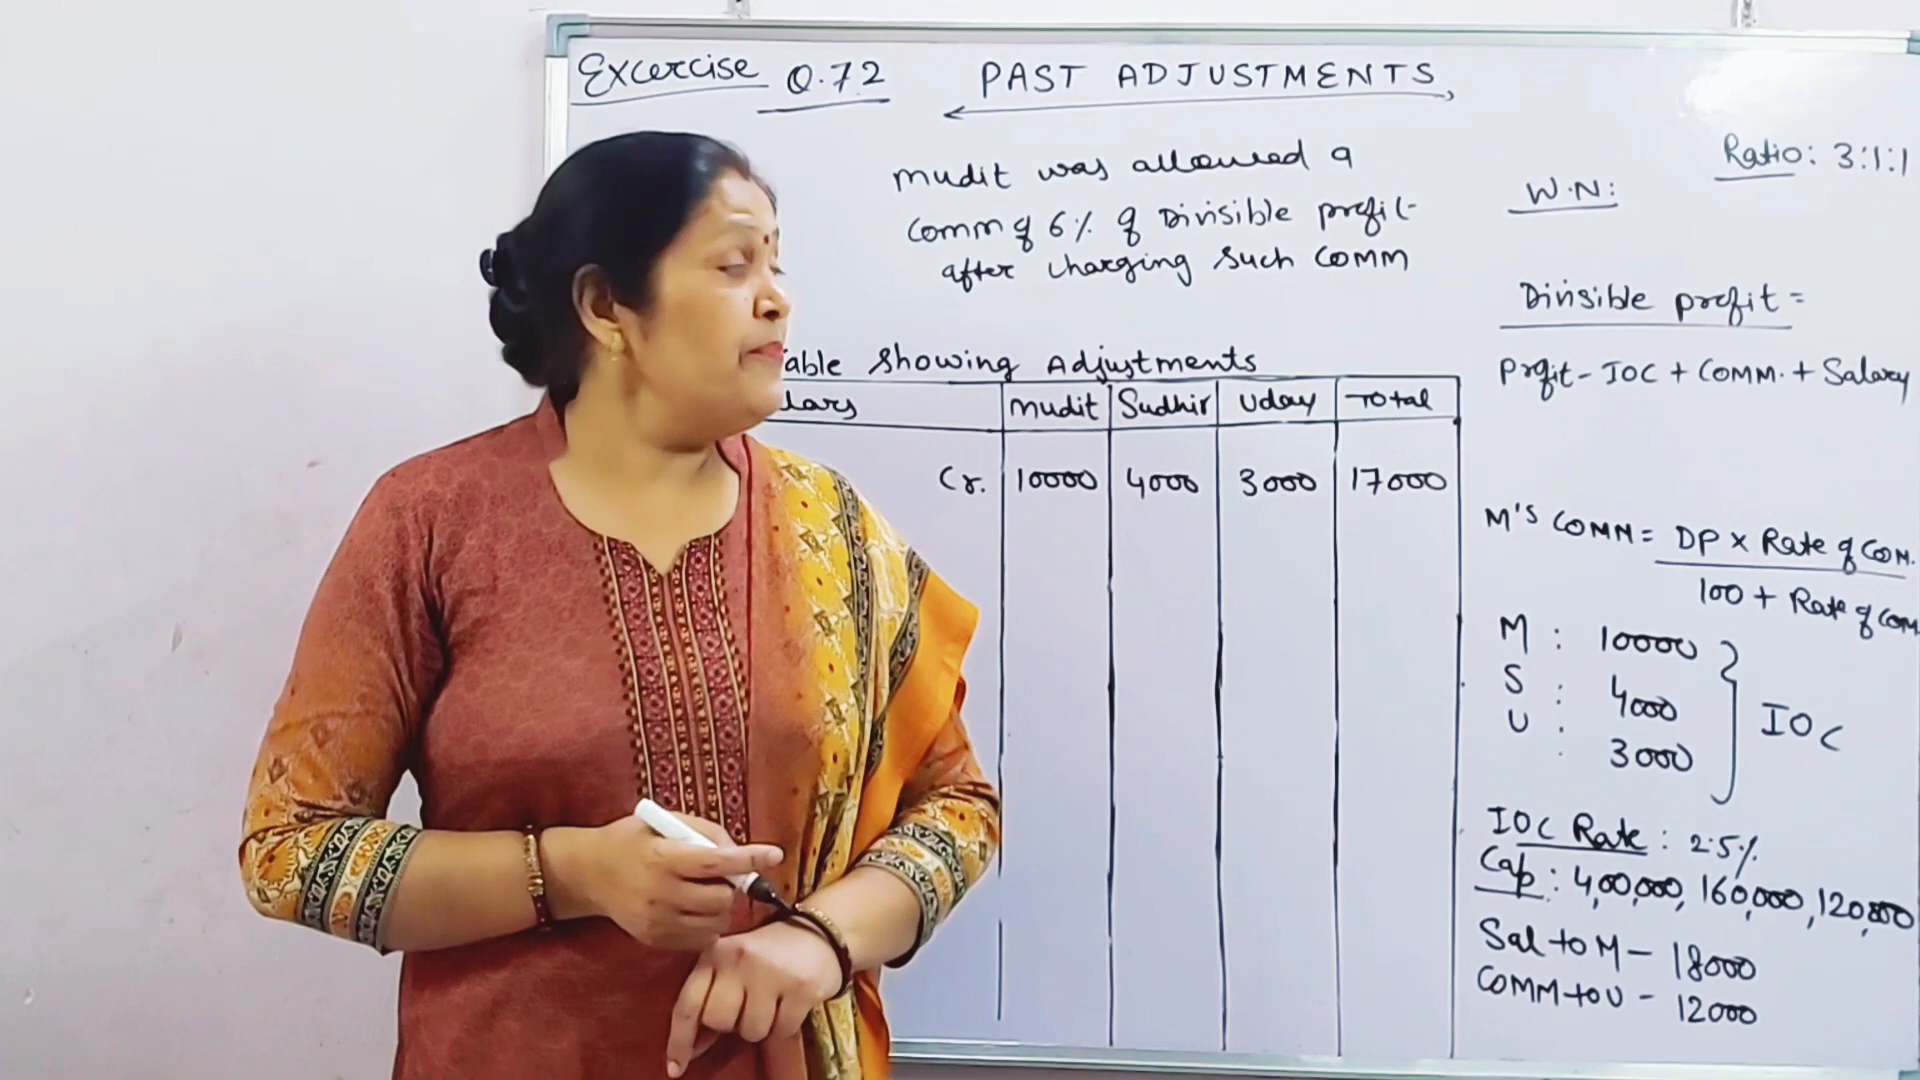 Excercise Q.72 PAST ADJUSTMENTS
Mudit was allowed a
Comm of 6% of Divisible profit
after charging such comm
able showing Adjustments
lars Mudit Sudhir Uday Total
Cr. 10000 4000 3000 17000
Ratio: 3:1:1
W.N:
Divisible profit =
Profit - IOC + COMM. + Salary
M'S COMM = DP x Rate of COM.
100 + Rate of COM
M : 10000
S : 4000
U : 3000
IOC
IOC Rate : 2.5%
Cap : 4,00,000, 160,000, 120,000
Sal to M - 18000
COMM to U - 12000